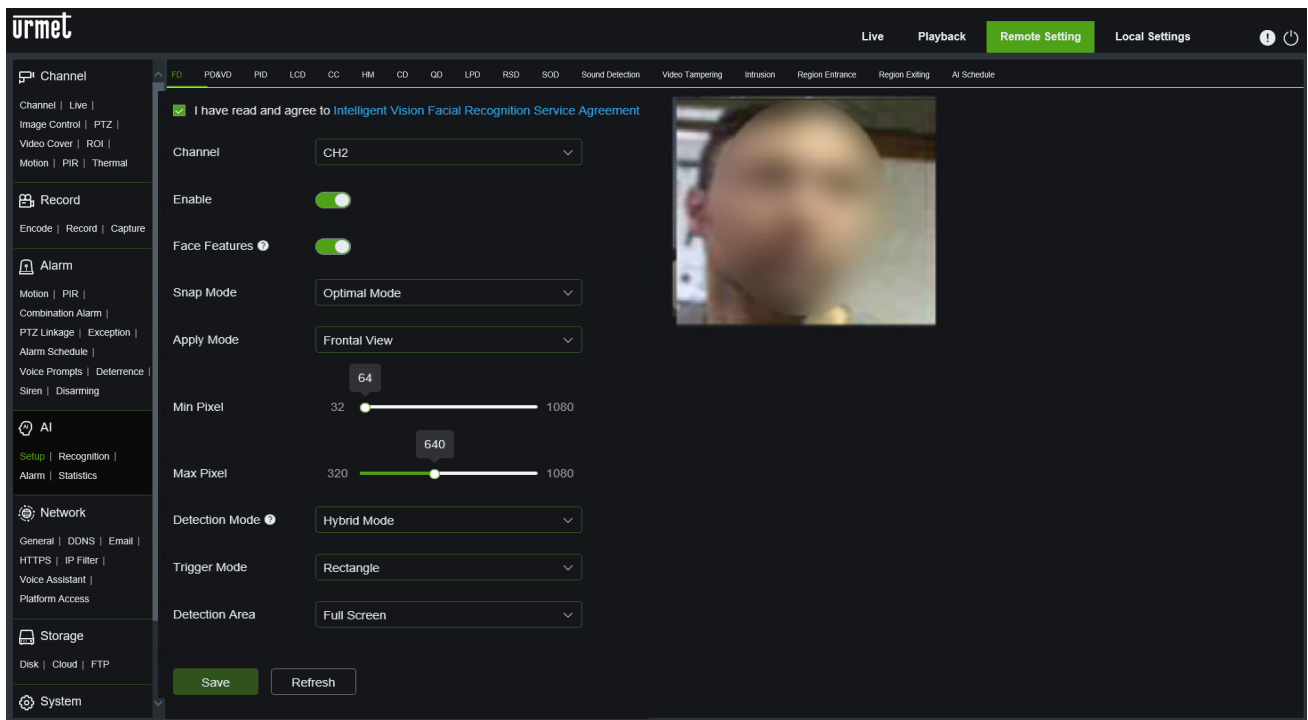 urmet
Live Playback Remote Setting Local Settings
Channel
Channel | Live |
Image Control | PTZ |
Video Cover | ROI |
Motion | PIR | Thermal
Record
Encode | Record | Capture
Alarm
Motion | PIR |
Combination Alarm |
PTZ Linkage | Exception |
Alarm Schedule |
Voice Prompts | Deterrence |
Siren | Disarming
AI
Setup | Recognition |
Alarm | Statistics
Network
General | DDNS | Email |
HTTPS | IP Filter |
Voice Assistant |
Platform Access
Storage
Disk | Cloud | FTP
System
FD PD&VD PID LCD CC HM CD QD LPD RSD SOD Sound Detection Video Tampering Intrusion Region Entrance Region Exiting AI Schedule
I have read and agree to Intelligent Vision Facial Recognition Service Agreement
Channel CH2
Enable
Face Features
Snap Mode Optimal Mode
Apply Mode Frontal View
64
Min Pixel 32 1080
640
Max Pixel 320 1080
Detection Mode Hybrid Mode
Trigger Mode Rectangle
Detection Area Full Screen
Save Refresh